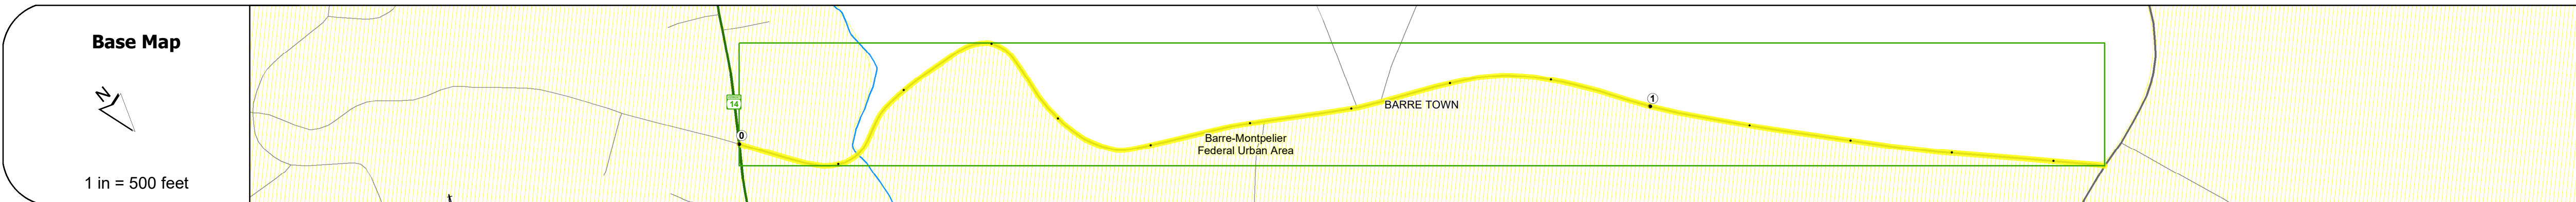 Base Map
N
1 in = 500 feet
14
0
BARRE TOWN
1
Barre-Montpelier
Federal Urban Area